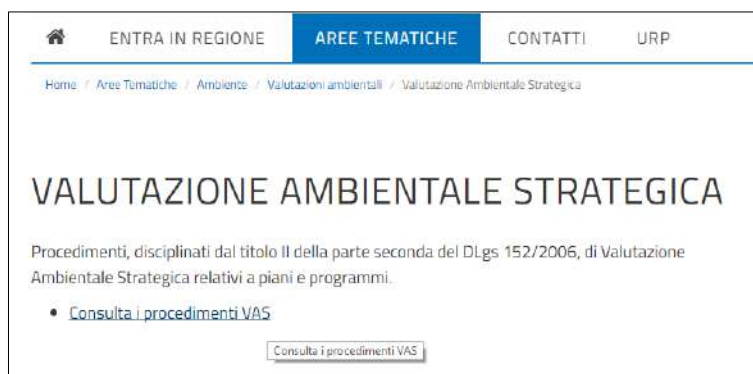 ENTRA IN REGIONE AREE TEMATICHE CONTATTI URP
Home / Aree Tematiche / Ambiente / Valutazioni ambientali / Valutazione Ambientale Strategica
VALUTAZIONE AMBIENTALE STRATEGICA
Procedimenti, disciplinati dal titolo II della parte seconda del DLgs 152/2006, di Valutazione
Ambientale Strategica relativi a piani e programmi.
• Consulta i procedimenti VAS
Consulta i procedimenti VAS